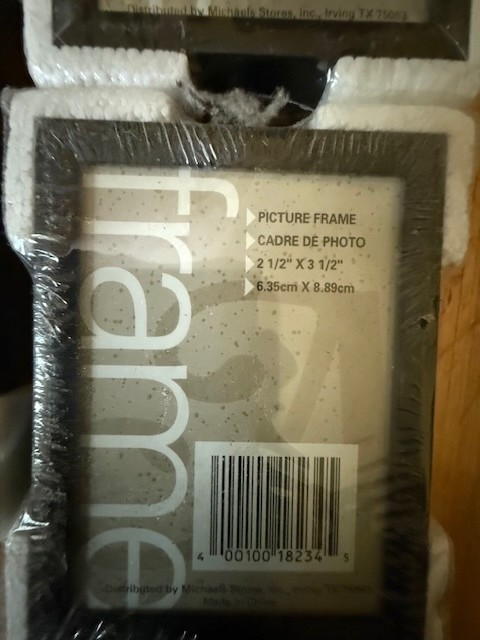 Distributed by Michaels Stores, Inc., Irving TX 75063
frame
PICTURE FRAME
CADRE DE PHOTO
2 1/2" X 3 1/2"
6.35cm X 8.89cm
4 00100 18234 5
Distributed by Michaels Stores, Inc., Irving TX 75063
Made in China